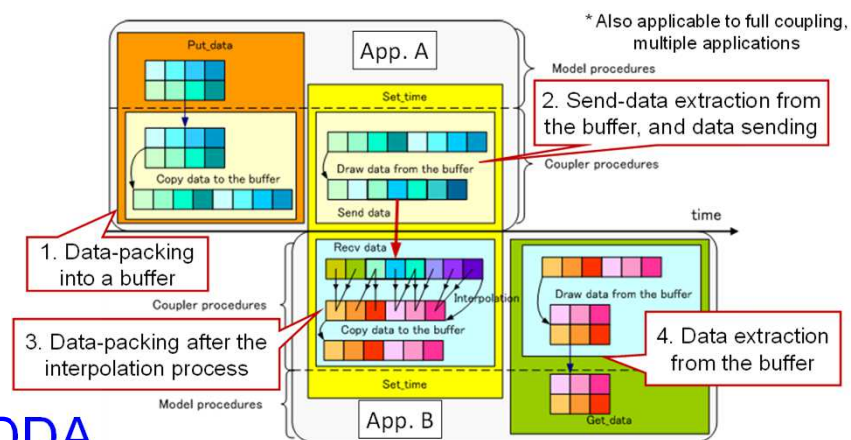 * Also applicable to full coupling,
multiple applications
Put_data
App. A
Model procedures
Set_time
2. Send-data extraction from
the buffer, and data sending
Copy data to the buffer
Draw data from the buffer
Coupler procedures
Send data
time
1. Data-packing
into a buffer
Recv data
Draw data from the buffer
Interpolation
Coupler procedures
3. Data-packing after the
interpolation process
Copy data to the buffer
4. Data extraction
from the buffer
Set_time
Model procedures
App. B
Get_data